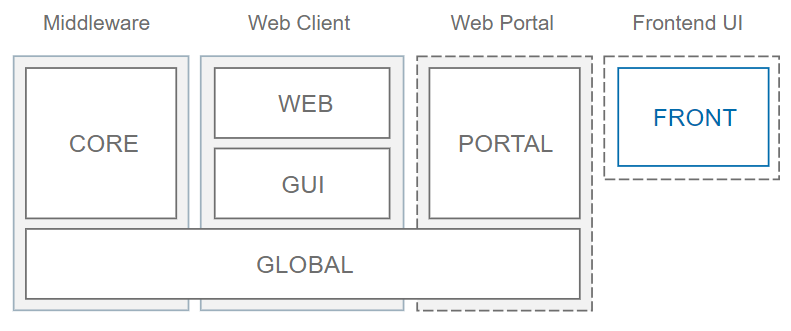 Middleware
Web Client
Web Portal
Frontend UI
CORE
WEB
GUI
PORTAL
FRONT
GLOBAL